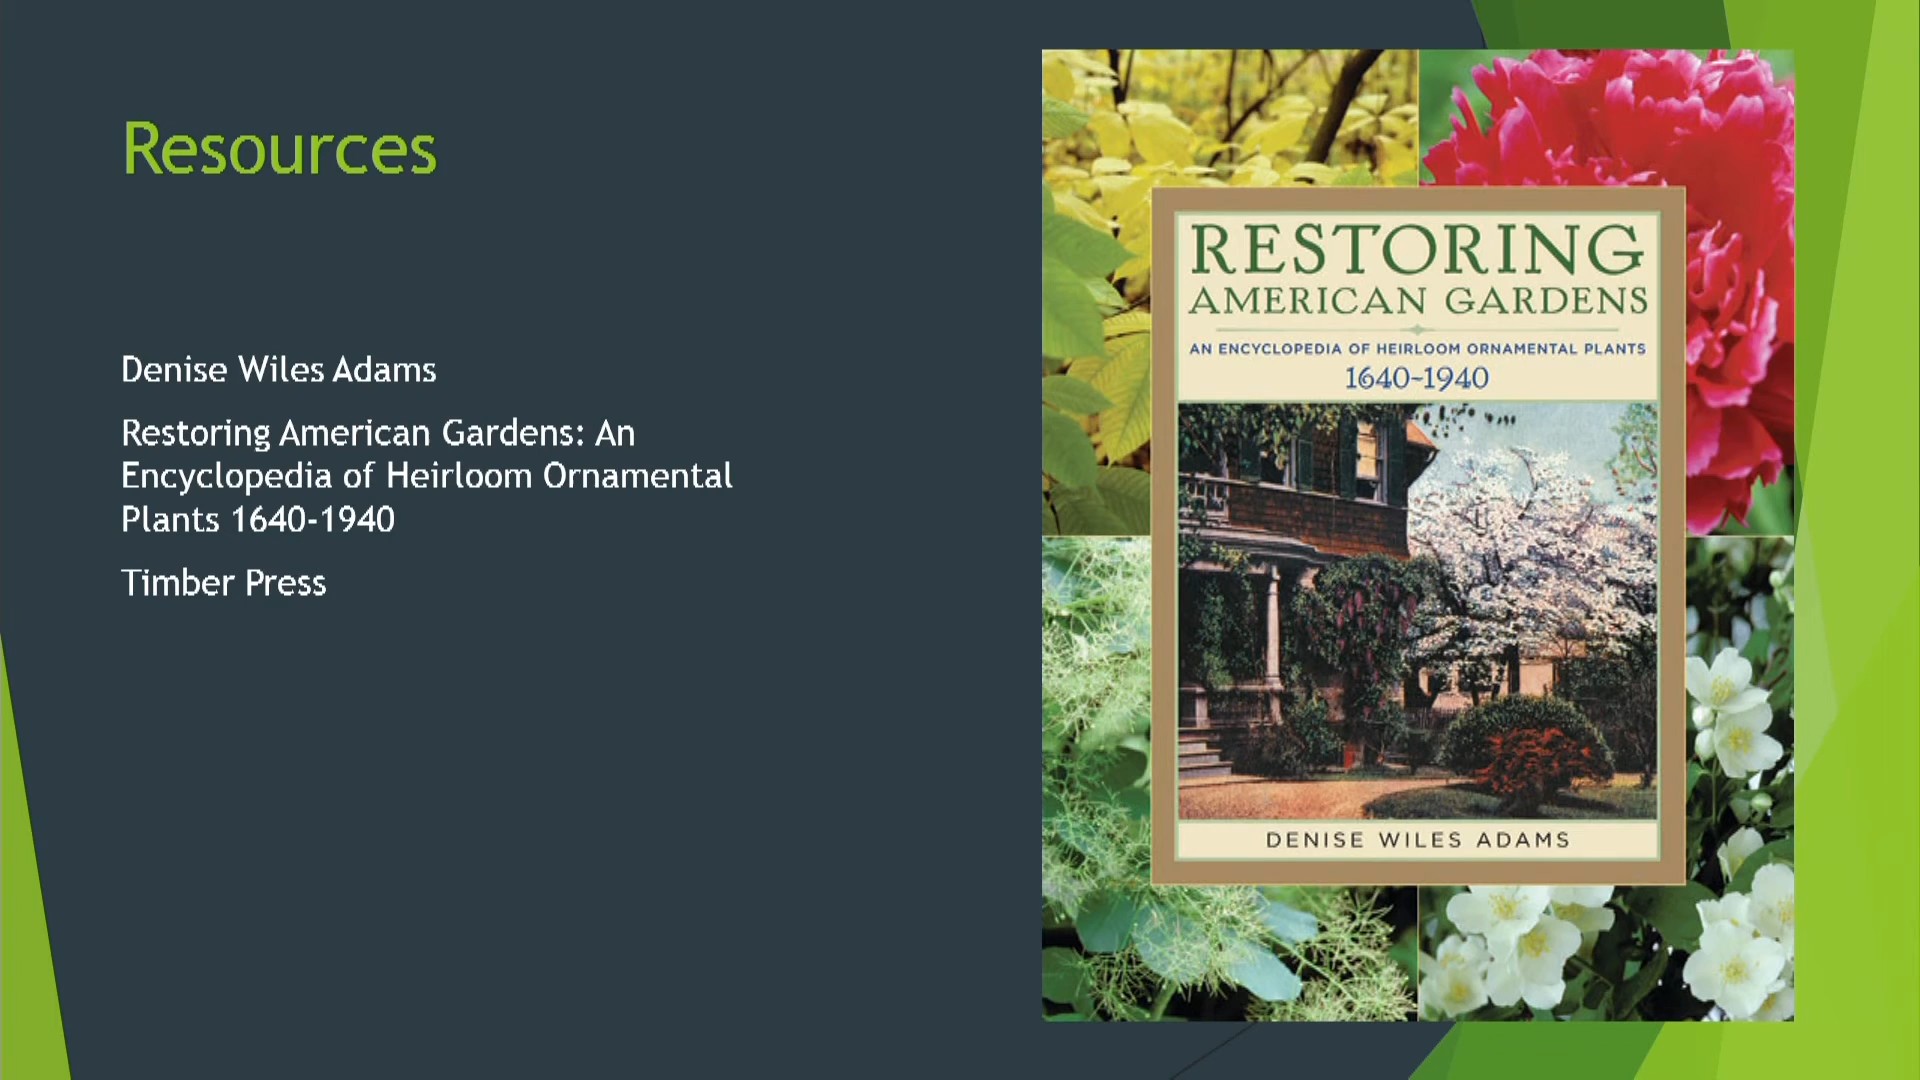 Resources
Denise Wiles Adams
Restoring American Gardens: An
Encyclopedia of Heirloom Ornamental
Plants 1640-1940
Timber Press
RESTORING
AMERICAN GARDENS
AN ENCYCLOPEDIA OF HEIRLOOM ORNAMENTAL PLANTS
1640-1940
DENISE WILES ADAMS